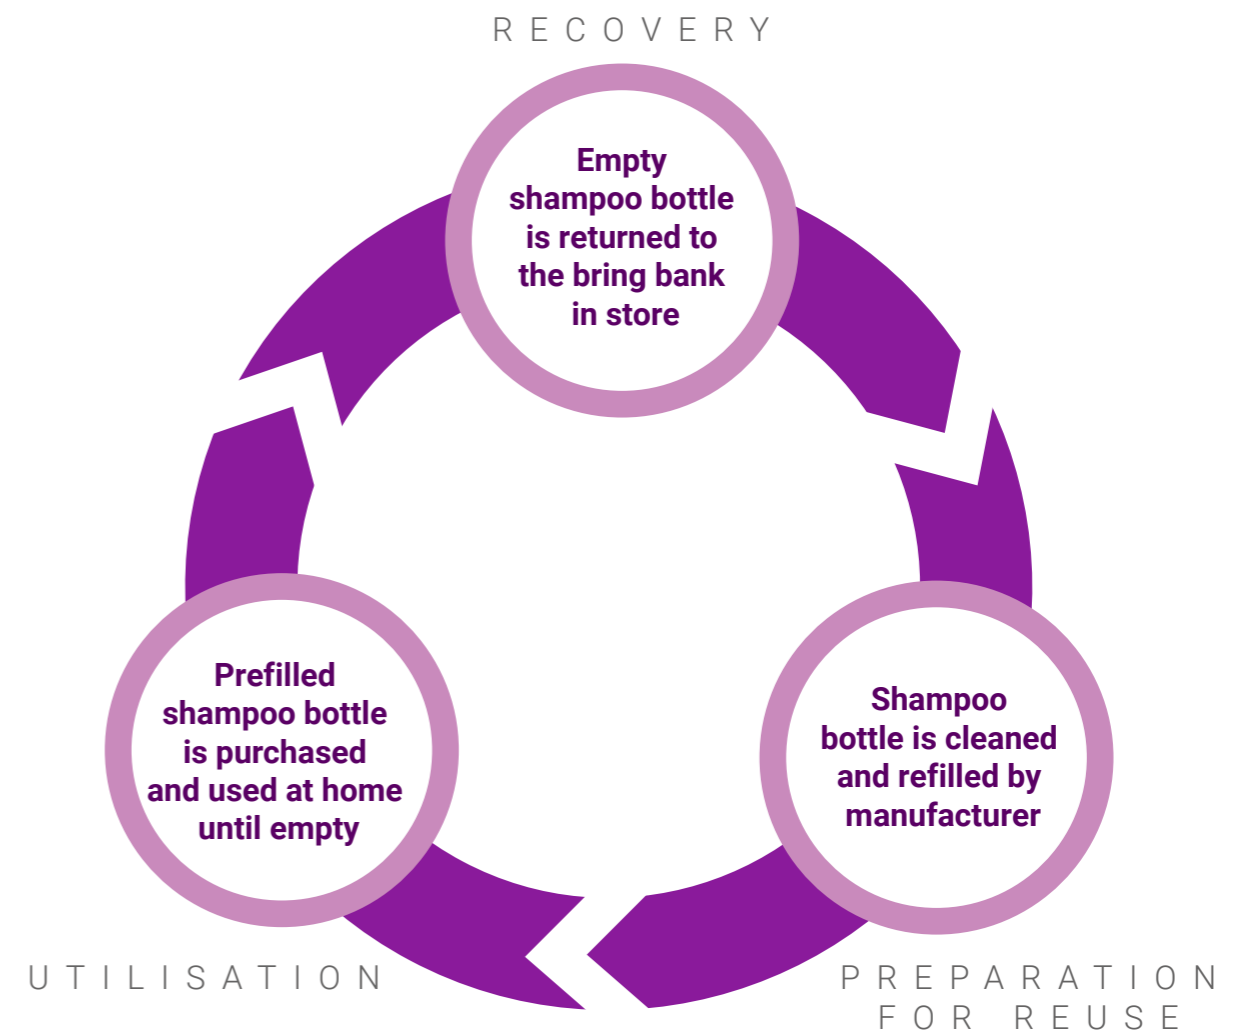 RECOVERY
Empty
shampoo bottle
is returned to
the bring bank
in store
Prefilled
shampoo bottle
is purchased
and used at home
until empty
Shampoo
bottle is cleaned
and refilled by
manufacturer
UTILISATION
PREPARATION
FOR REUSE